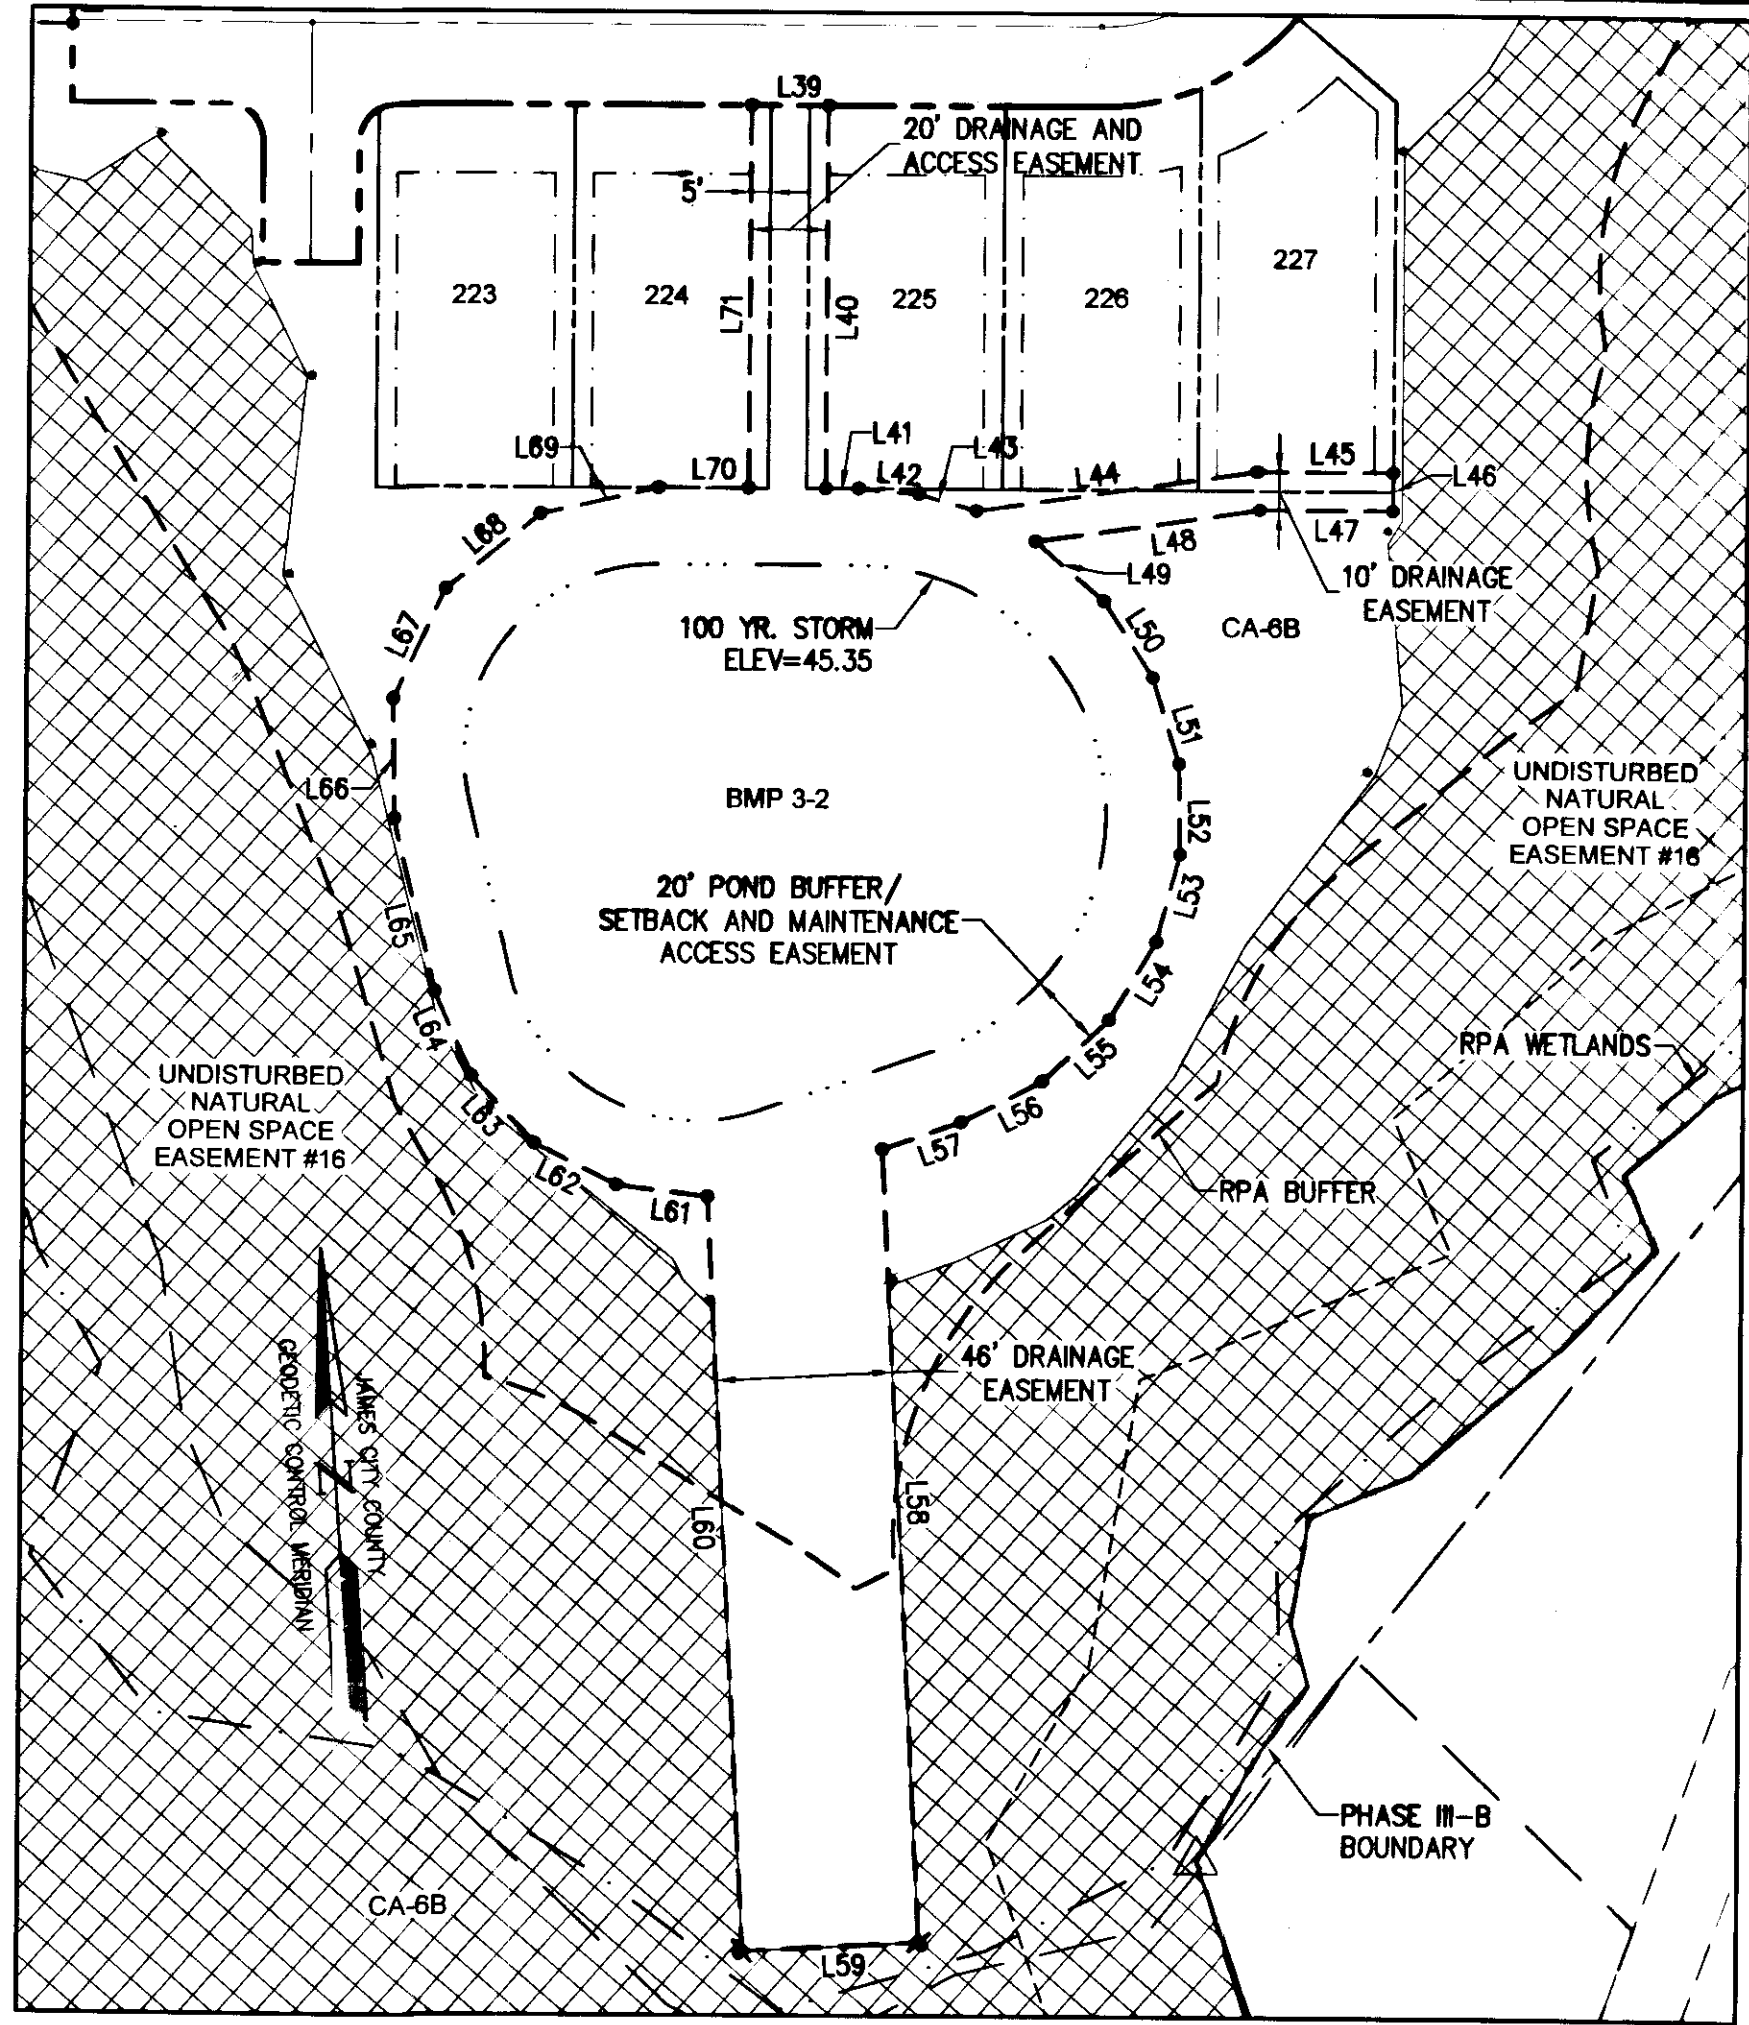 L39
20' DRAINAGE AND
ACCESS EASEMENT
5'
223
224
L71
L40
225
226
227
L69
L70
L41
L42
L43
L44
L45
L46
L47
L48
L49
10' DRAINAGE
EASEMENT
L68
L67
L50
CA-6B
100 YR. STORM
ELEV=45.35
L51
L66
BMP 3-2
L52
UNDISTURBED
NATURAL
OPEN SPACE
EASEMENT #16
20' POND BUFFER/
SETBACK AND MAINTENANCE
ACCESS EASEMENT
L53
L65
L54
L64
L55
RPA WETLANDS
UNDISTURBED
NATURAL
OPEN SPACE
EASEMENT #16
L63
L56
L57
L62
L61
RPA BUFFER
46' DRAINAGE
EASEMENT
JAMES CITY COUNTY
GEODETIC CONTROL MERIDIAN
N
L60
L58
PHASE III-B
BOUNDARY
CA-6B
L59